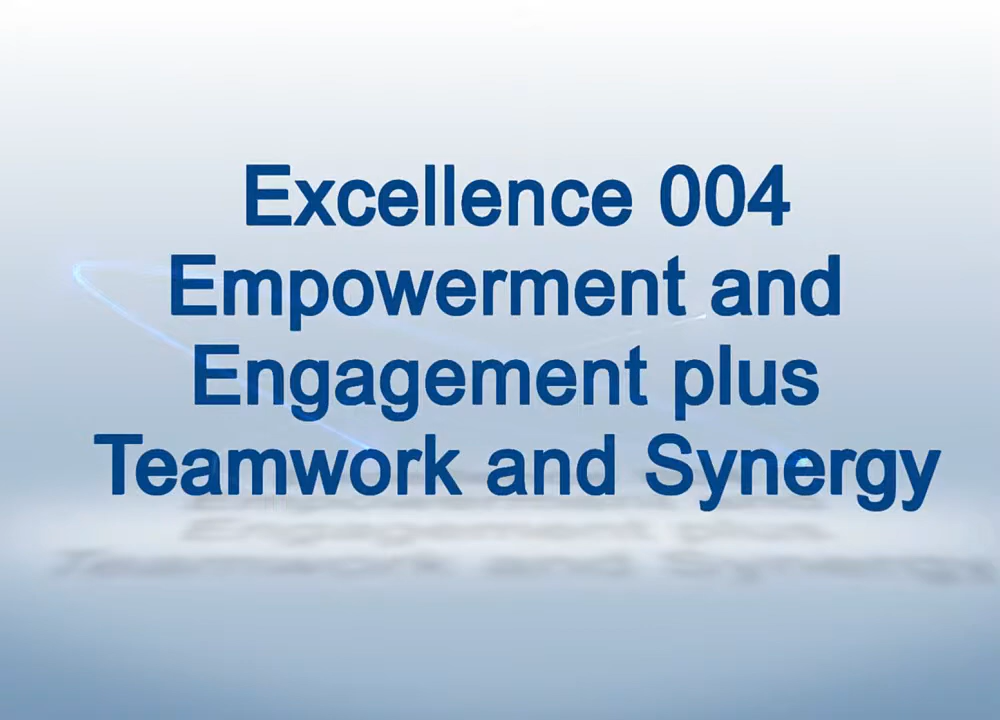 Excellence 004
Empowerment and
Engagement plus
Teamwork and Synergy